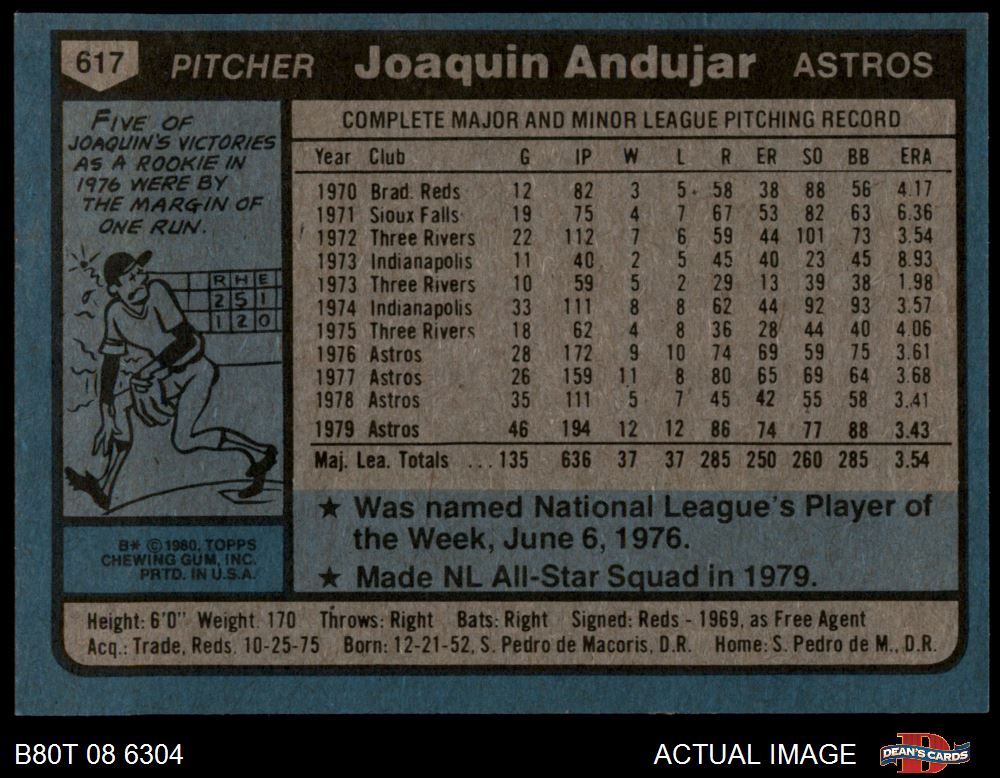 617 PITCHER Joaquin Andujar ASTROS
FIVE OF
JOAQUIN'S VICTORIES
AS A ROOKIE IN
1976 WERE BY
THE MARGIN OF
ONE RUN.
R H E
2 5 1
1 2 0
B* © 1980, TOPPS
CHEWING GUM, INC.
PRTD. IN U.S.A.
COMPLETE MAJOR AND MINOR LEAGUE PITCHING RECORD
Year Club G IP W L R ER SO BB ERA
1970 Brad. Reds 12 82 3 5 58 38 88 56 4.17
1971 Sioux Falls 19 75 4 7 67 53 82 63 6.36
1972 Three Rivers 22 112 7 6 59 44 101 73 3.54
1973 Indianapolis 11 40 2 5 45 40 23 45 8.93
1973 Three Rivers 10 59 5 2 29 13 39 38 1.98
1974 Indianapolis 33 111 8 8 62 44 92 93 3.57
1975 Three Rivers 18 62 4 8 36 28 44 40 4.06
1976 Astros 28 172 9 10 74 69 59 75 3.61
1977 Astros 26 159 11 8 80 65 69 64 3.68
1978 Astros 35 111 5 7 45 42 55 58 3.41
1979 Astros 46 194 12 12 86 74 77 88 3.43
Maj. Lea. Totals ... 135 636 37 37 285 250 260 285 3.54
★ Was named National League's Player of
the Week, June 6, 1976.
★ Made NL All-Star Squad in 1979.
Height: 6'0" Weight. 170 Throws: Right Bats: Right Signed: Reds - 1969, as Free Agent
Acq.: Trade, Reds. 10-25-75 Born: 12-21-52, S. Pedro de Macoris, D.R. Home: S. Pedro de M., D.R.
B80T 08 6304 ACTUAL IMAGE DEAN'S CARDS